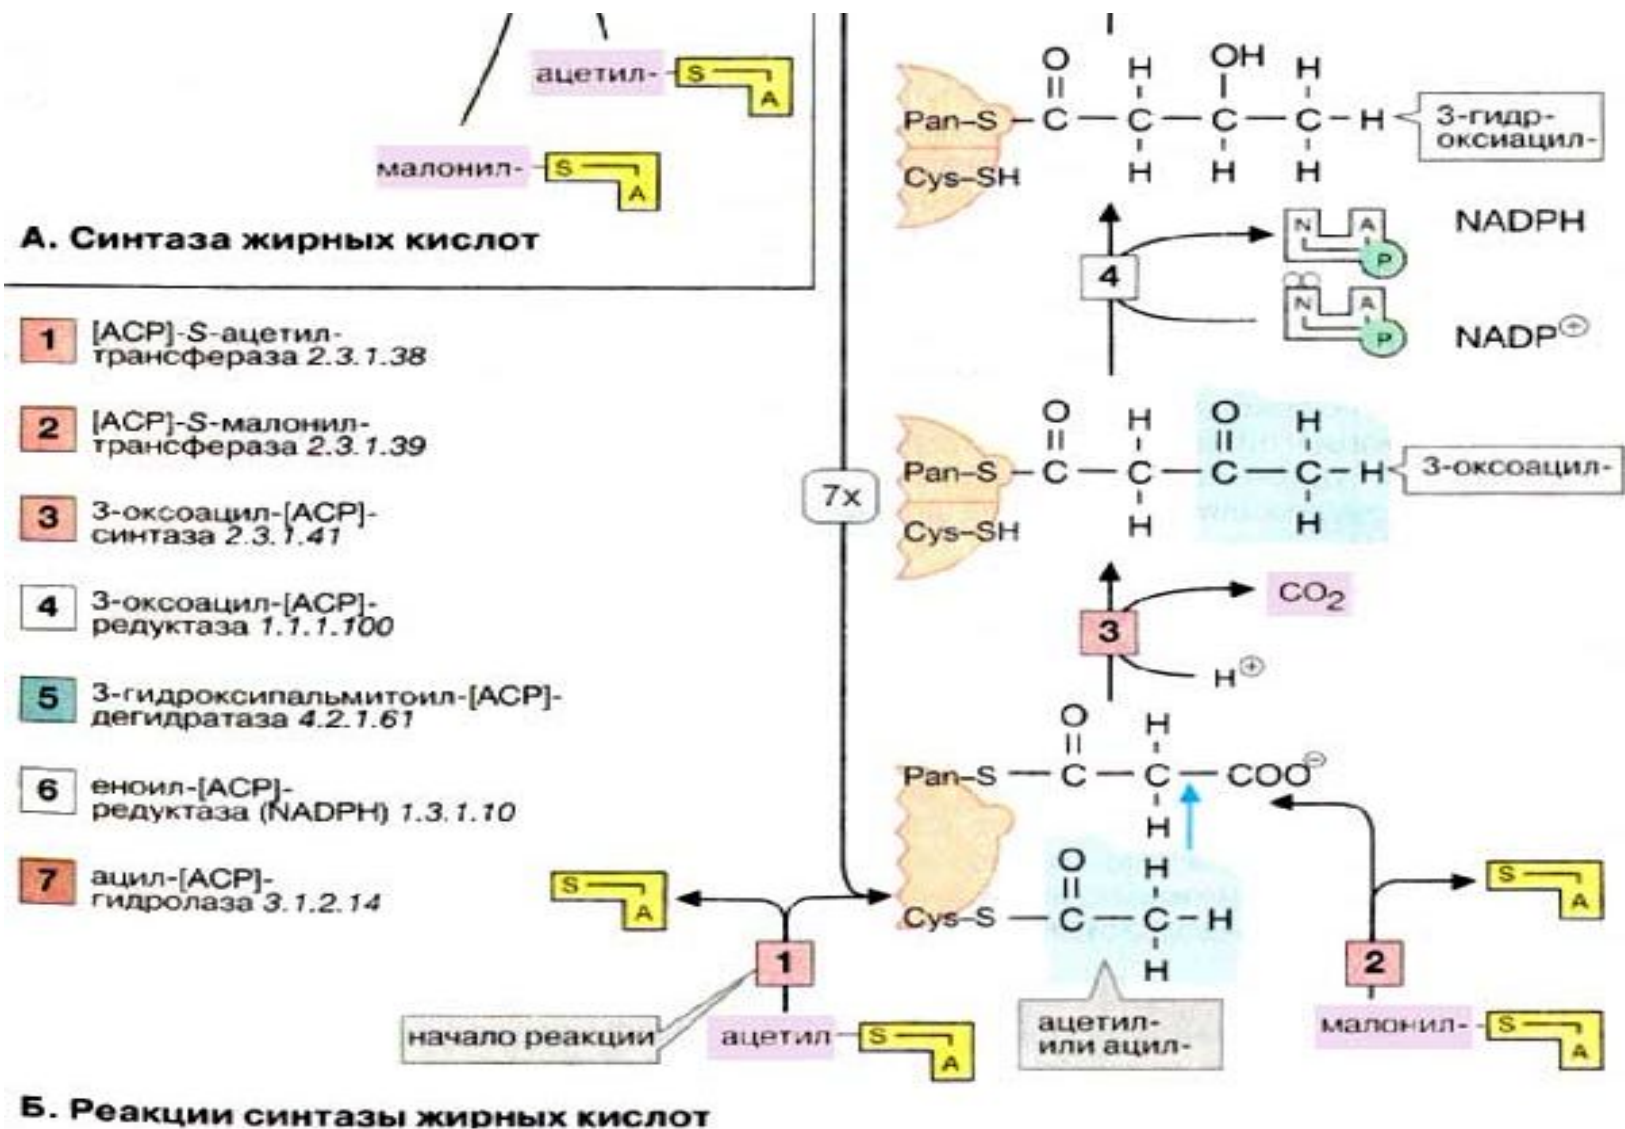 ацетил-
S
A
малонил-
S
A
А. Синтаза жирных кислот
1
[ACP]-S-ацетил-
трансфераза 2.3.1.38
2
[ACP]-S-малонил-
трансфераза 2.3.1.39
3
3-оксоацил-[ACP]-
синтаза 2.3.1.41
4
3-оксоацил-[ACP]-
редуктаза 1.1.1.100
5
3-гидроксипальмитоил-[ACP]-
дегидратаза 4.2.1.61
6
еноил-[ACP]-
редуктаза (NADPH) 1.3.1.10
7
ацил-[ACP]-
гидролаза 3.1.2.14
7x
O OH
H H
Pan–S – C – C – C – C – H
3-гидр-
оксиацил-
Cys–SH
H H H
4
N A
P
NADPH
N A
P
NADP⊕
O H O H
Pan–S – C – C – C – C – H
3-оксоацил-
Cys–SH
H H
CO₂
3
H⊕
O H
Pan–S – C – C – COO⊖
H
O H
Cys–S – C – C – H
H
S
A
S
A
1
2
начало реакции
ацетил
S
A
ацетил-
или ацил-
малонил-
S
A
Б. Реакции синтазы жирных кислот